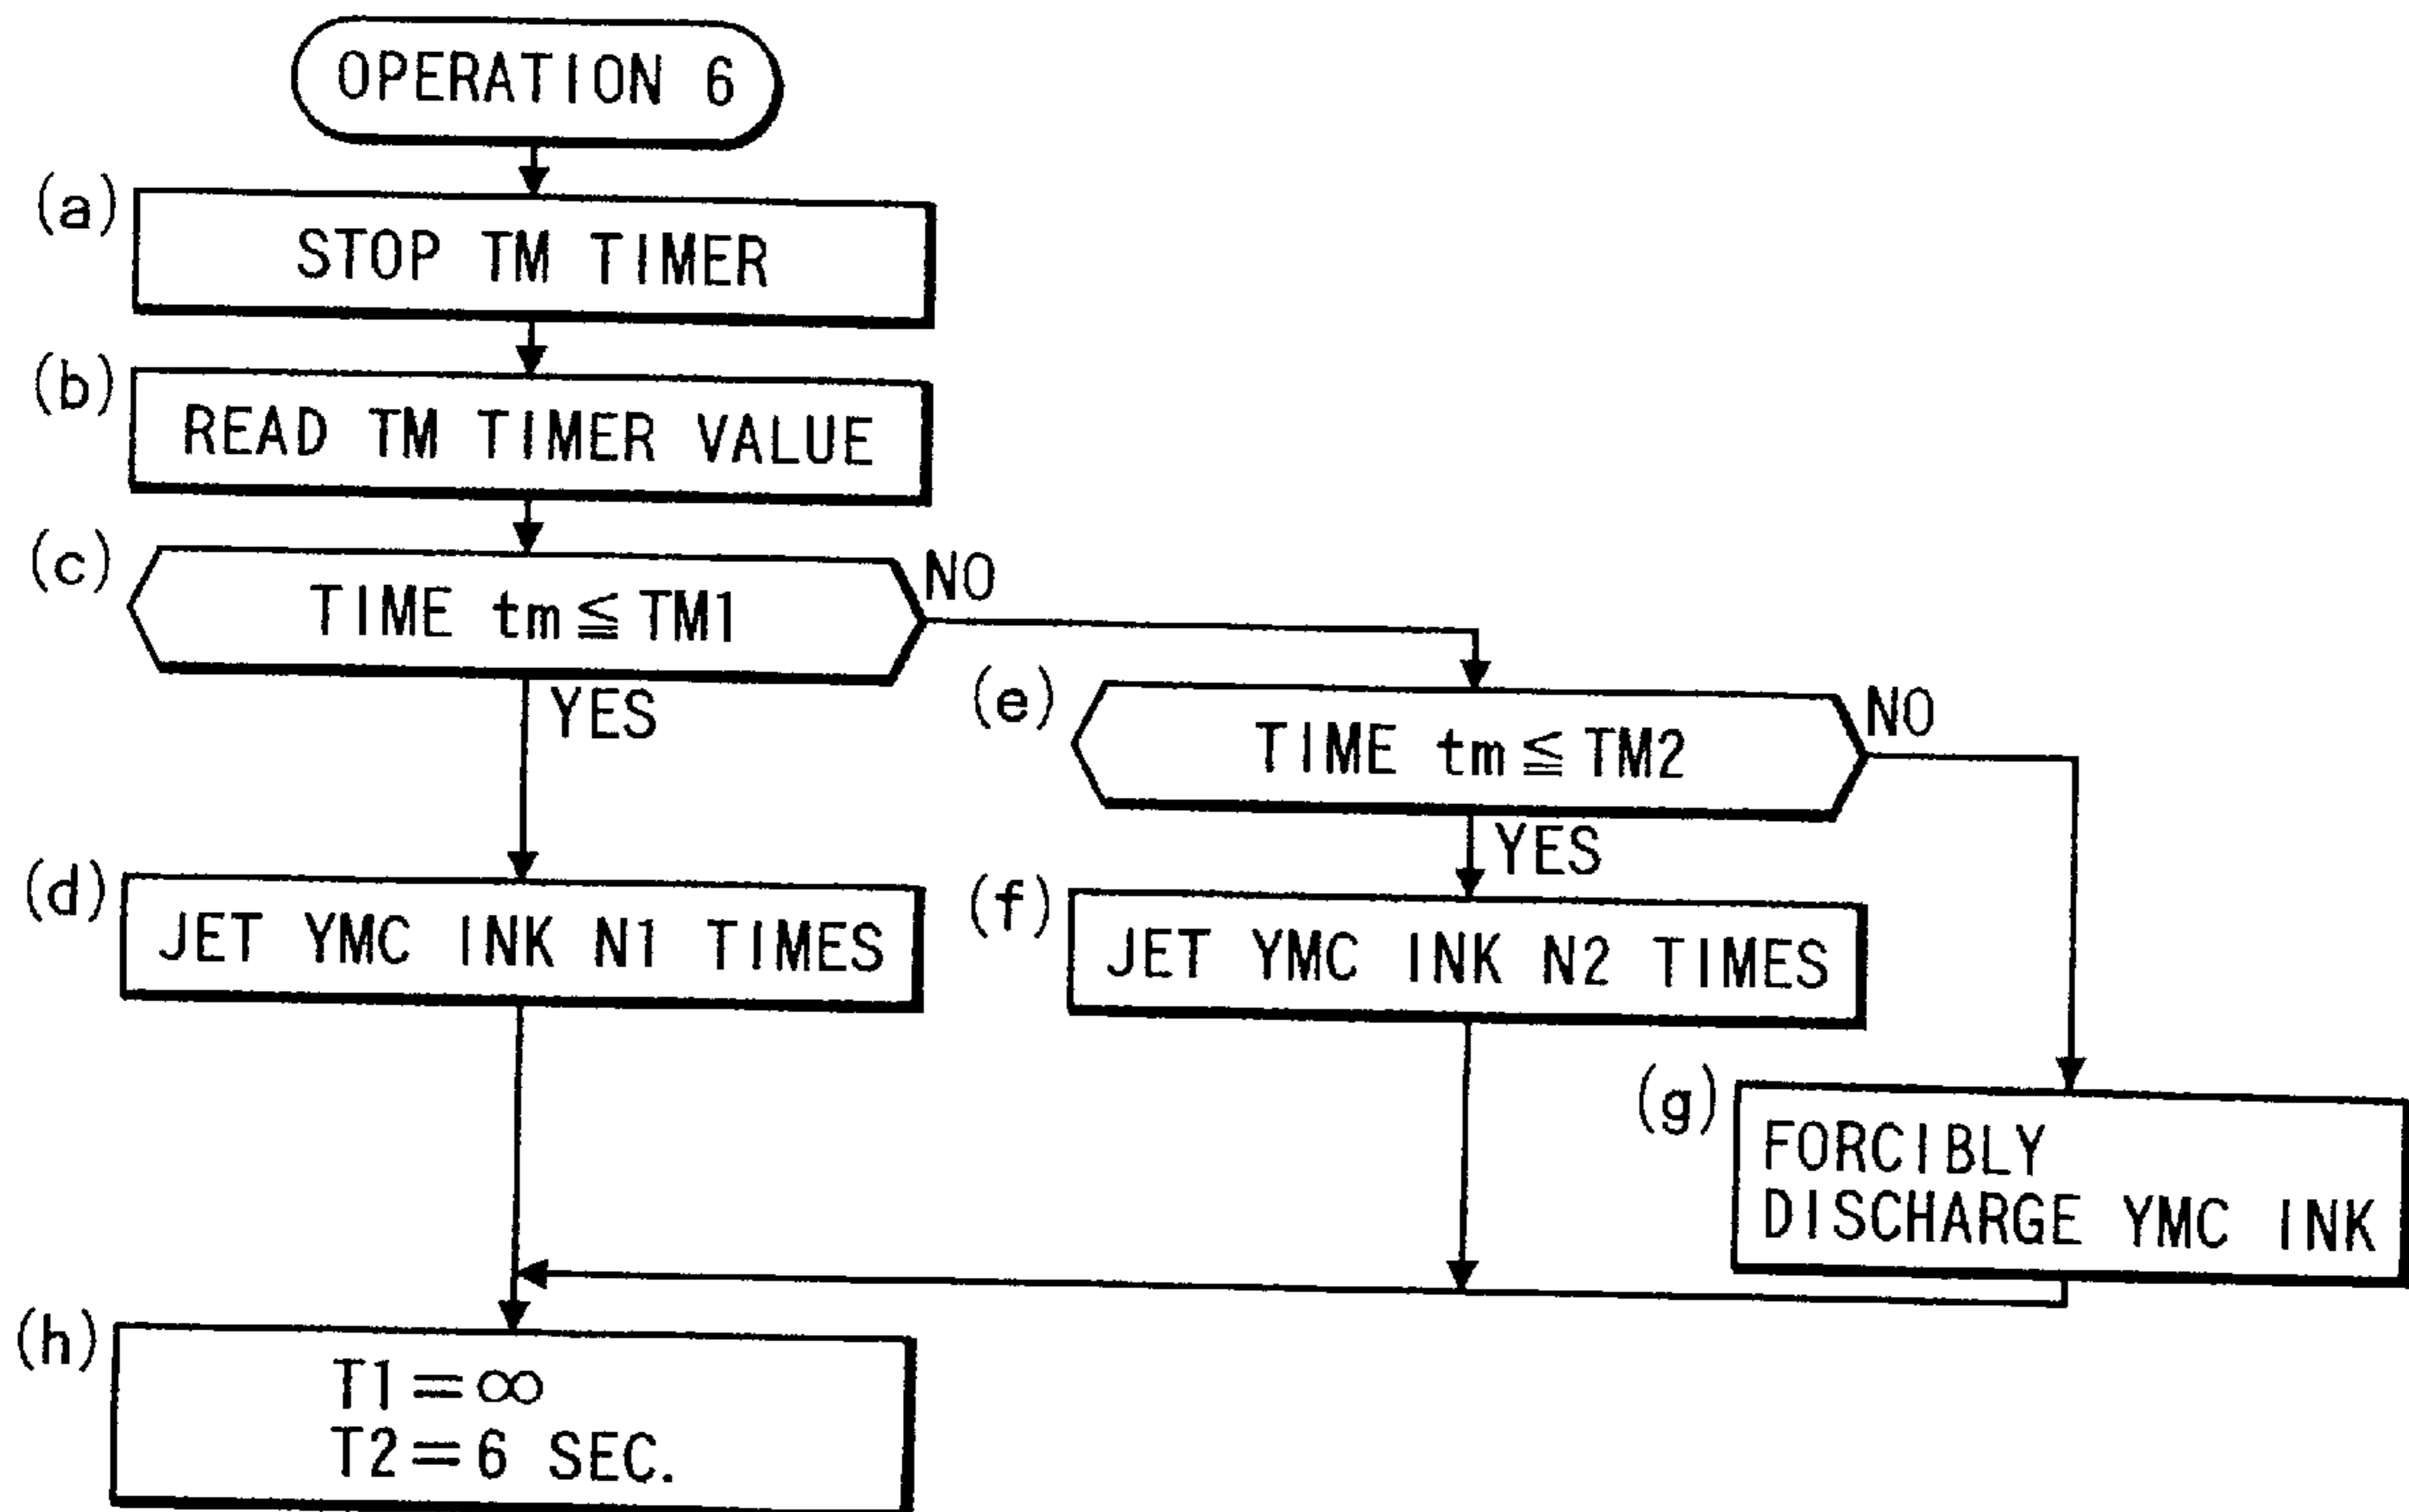 OPERATION 6
(a)
STOP TM TIMER
(b)
READ TM TIMER VALUE
(c)
TIME tm≦TM1
NO
YES
(e)
TIME tm≦TM2
NO
YES
(d)
JET YMC INK N1 TIMES
(f)
JET YMC INK N2 TIMES
(g)
FORCIBLY
DISCHARGE YMC INK
(h)
T1=∞
T2=6 SEC.